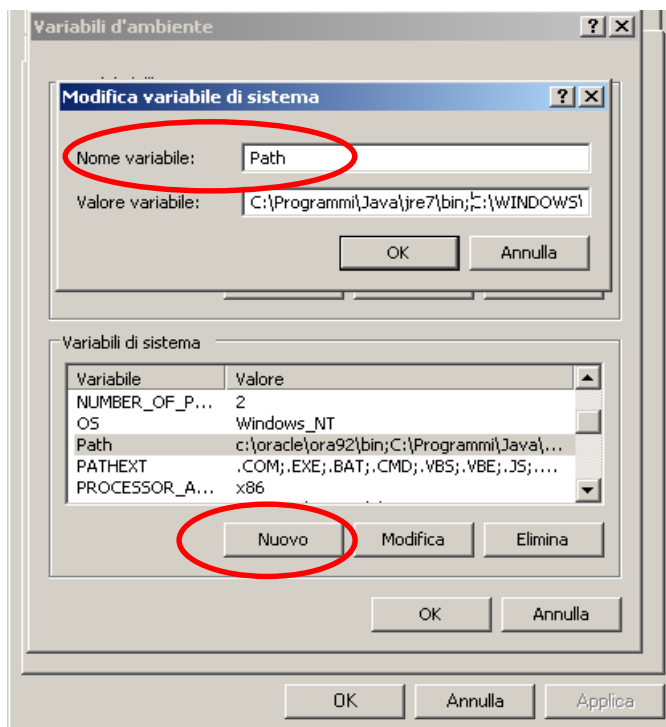 Variabili d'ambiente
Modifica variabile di sistema
Nome variabile: Path
Valore variabile: C:\Programmi\Java\jre7\bin;C:\WINDOWS\
OK Annulla
Variabili di sistema
Variabile Valore
NUMBER_OF_P... 2
OS Windows_NT
Path c:\oracle\ora92\bin;C:\Programmi\Java\...
PATHEXT .COM;.EXE;.BAT;.CMD;.VBS;.VBE;.JS;....
PROCESSOR_A... x86
Nuovo Modifica Elimina
OK Annulla
OK Annulla Applica